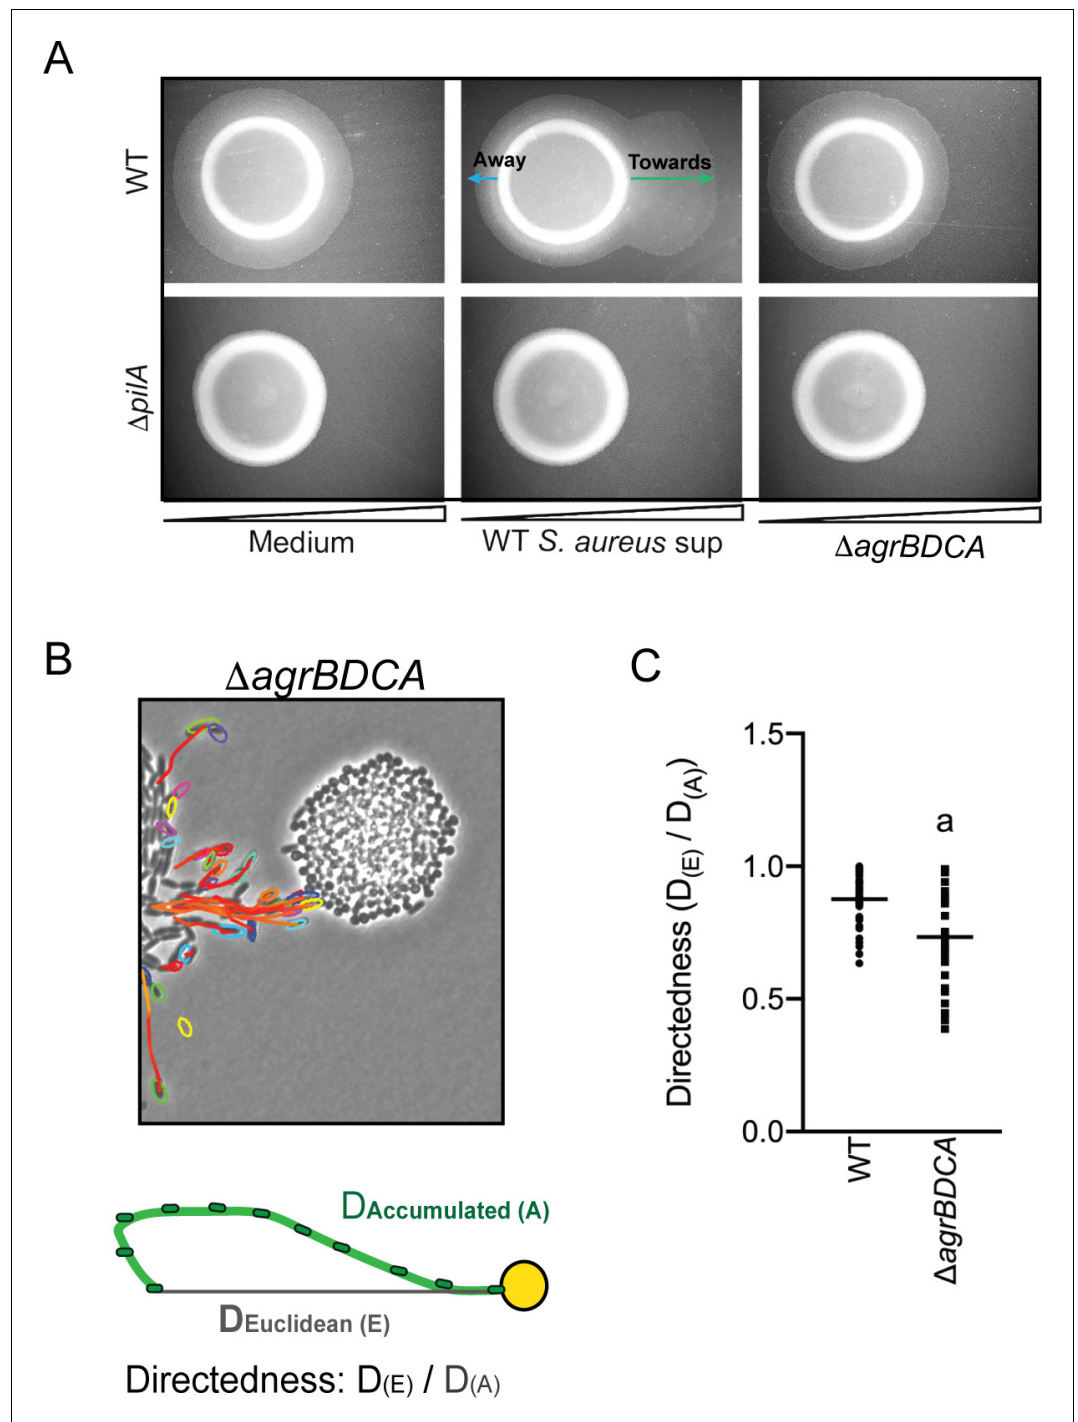 A
WT
Away
Towards
ΔpilA
Medium
WT S. aureus sup
ΔagrBDCA
B
ΔagrBDCA
DAccumulated (A)
DEuclidean (E)
Directedness: D(E) / D(A)
C
Directedness (D(E) / D(A))
1.5
1.0
0.5
0.0
a
WT
ΔagrBDCA